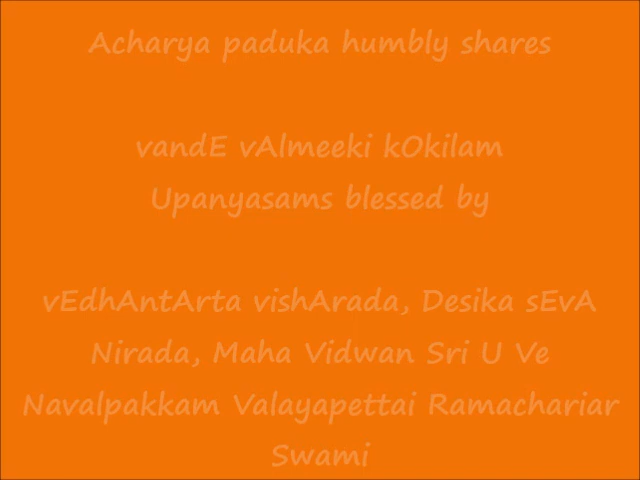 Acharya paduka humbly shares
vandE vAlmeeki kOkilam
Upanyasams blessed by
vEdhAntArta vishArada, Desika sEvA
Nirada, Maha Vidwan Sri U Ve
Navalpakkam Valayapettai Ramachariar
Swami